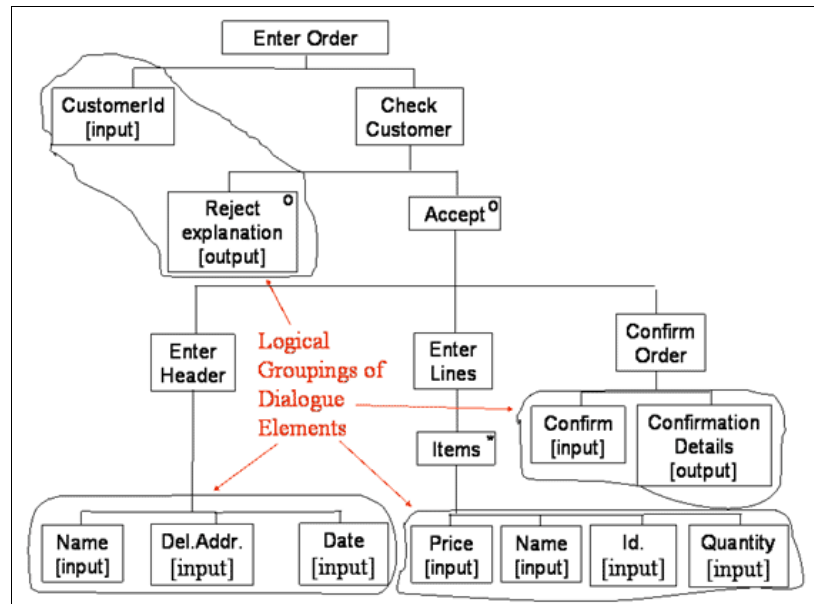 Enter Order
CustomerId
[input]
Check
Customer
Reject
explanation
[output]
O
Accept
O
Enter
Header
Logical
Groupings of
Dialogue
Elements
Enter
Lines
Confirm
Order
Items
*
Confirm
[input]
Confirmation
Details
[output]
Name
[input]
Del.Addr.
[input]
Date
[input]
Price
[input]
Name
[input]
Id.
[input]
Quantity
[input]